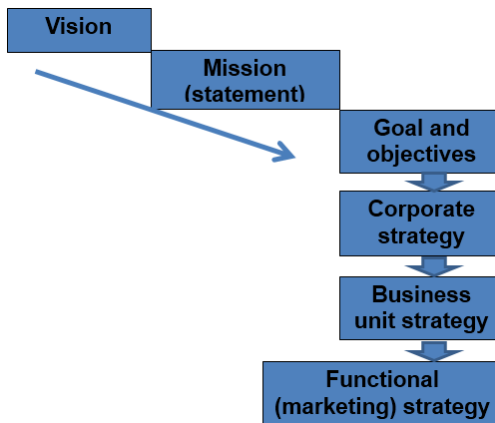 Vision
Mission
(statement)
Goal and
objectives
Corporate
strategy
Business
unit strategy
Functional
(marketing) strategy